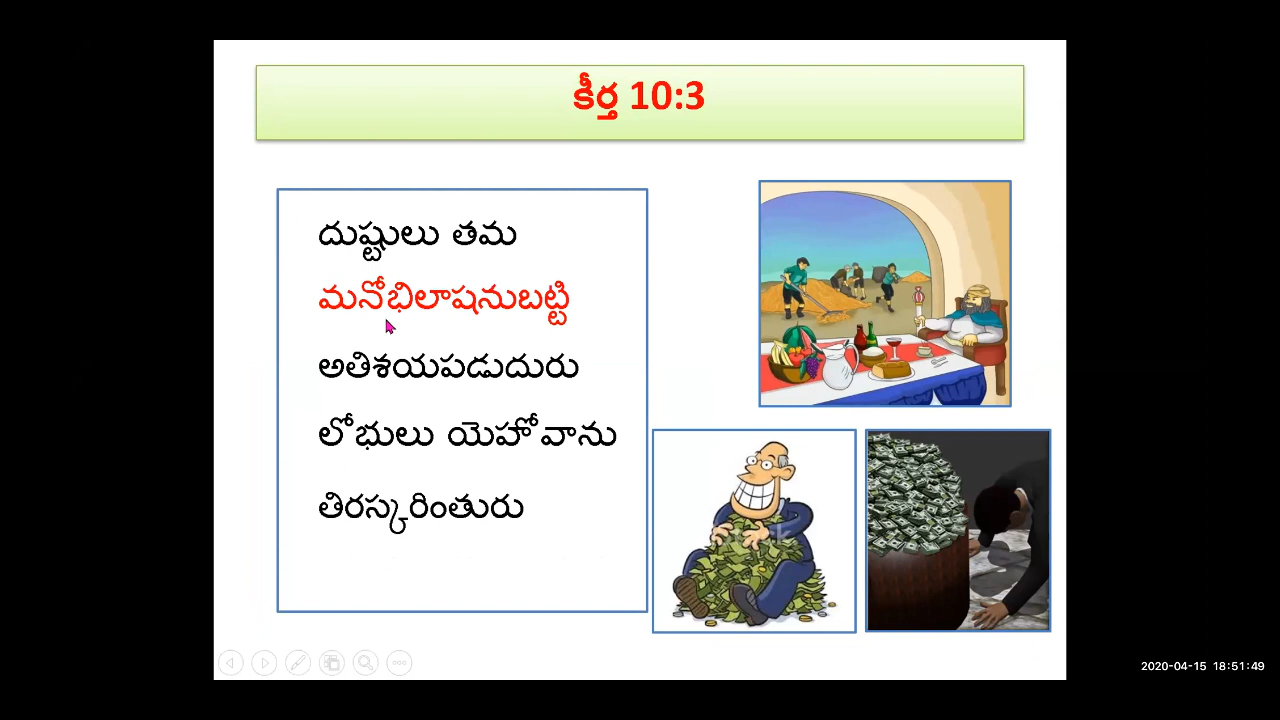 కీర్త 10:3
దుష్టులు తమ
మనోభిలాషనుబట్టి
అతిశయపడుదురు
లోభులు యెహోవాను
తిరస్కరింతురు
2020-04-15 18:51:49